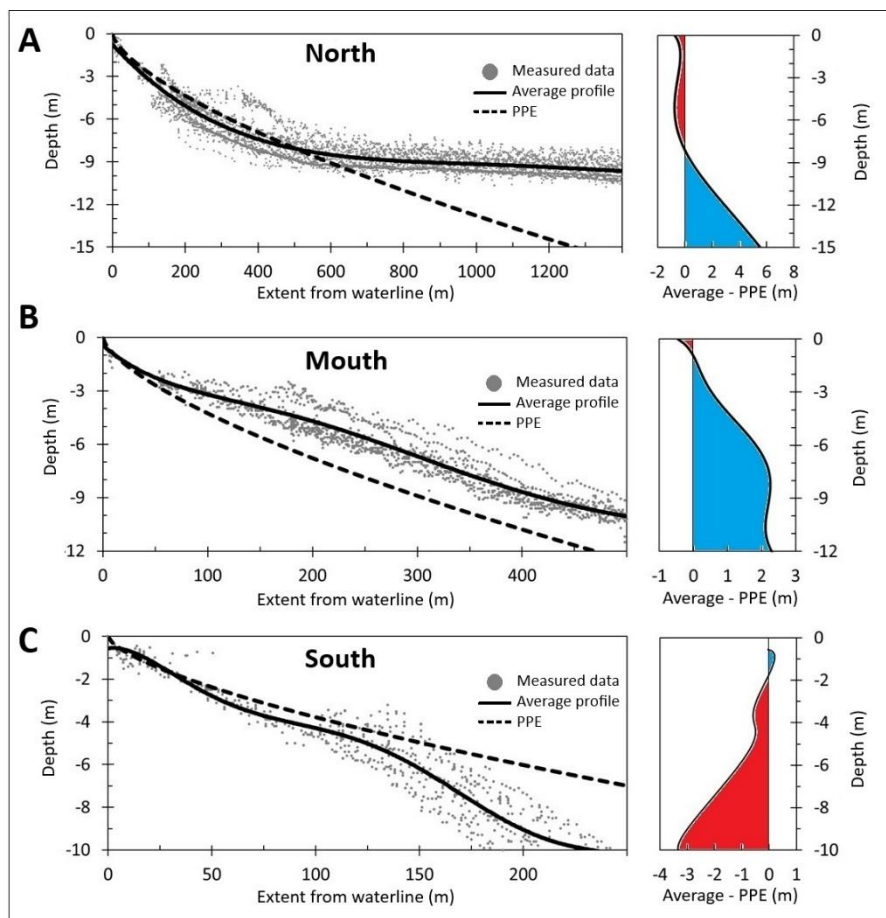 A
North
Measured data
Average profile
PPE
Depth (m)
0
-3
-6
-9
-12
-15
0 200 400 600 800 1000 1200
Extent from waterline (m)
0
-3
-6
-9
-12
-15
Depth (m)
-2 0 2 4 6 8
Average - PPE (m)
B
Mouth
Measured data
Average profile
PPE
Depth (m)
0
-3
-6
-9
-12
0 100 200 300 400
Extent from waterline (m)
0
-3
-6
-9
-12
Depth (m)
-1 0 1 2 3
Average - PPE (m)
C
South
Measured data
Average profile
PPE
Depth (m)
0
-2
-4
-6
-8
-10
0 50 100 150 200
Extent from waterline (m)
0
-2
-4
-6
-8
-10
Depth (m)
-4 -3 -2 -1 0 1
Average - PPE (m)